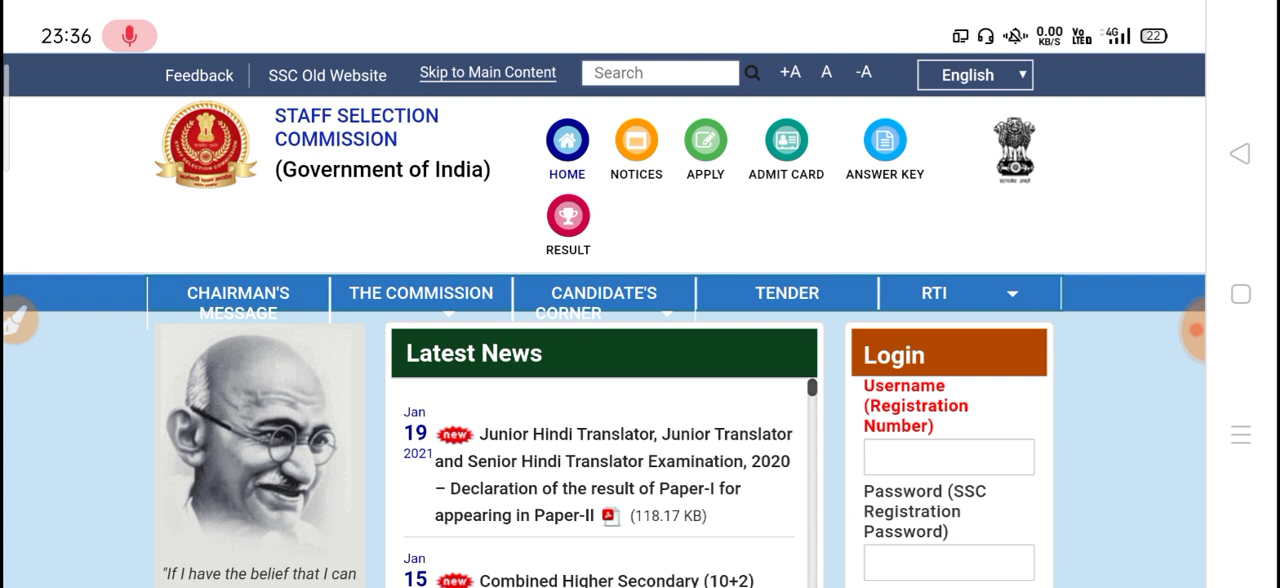 23:36
0.00
KB/S
Vo
LTED
4G
22
Feedback
SSC Old Website
Skip to Main Content
Search
+A
A
-A
English
STAFF SELECTION
COMMISSION
(Government of India)
HOME
NOTICES
APPLY
ADMIT CARD
ANSWER KEY
RESULT
CHAIRMAN'S
MESSAGE
THE COMMISSION
CANDIDATE'S
CORNER
TENDER
RTI
"If I have the belief that I can
Latest News
Jan
19
2021
new Junior Hindi Translator, Junior Translator
and Senior Hindi Translator Examination, 2020
– Declaration of the result of Paper-I for
appearing in Paper-II (118.17 KB)
Jan
15
new Combined Higher Secondary (10+2)
Login
Username
(Registration
Number)
Password (SSC
Registration
Password)